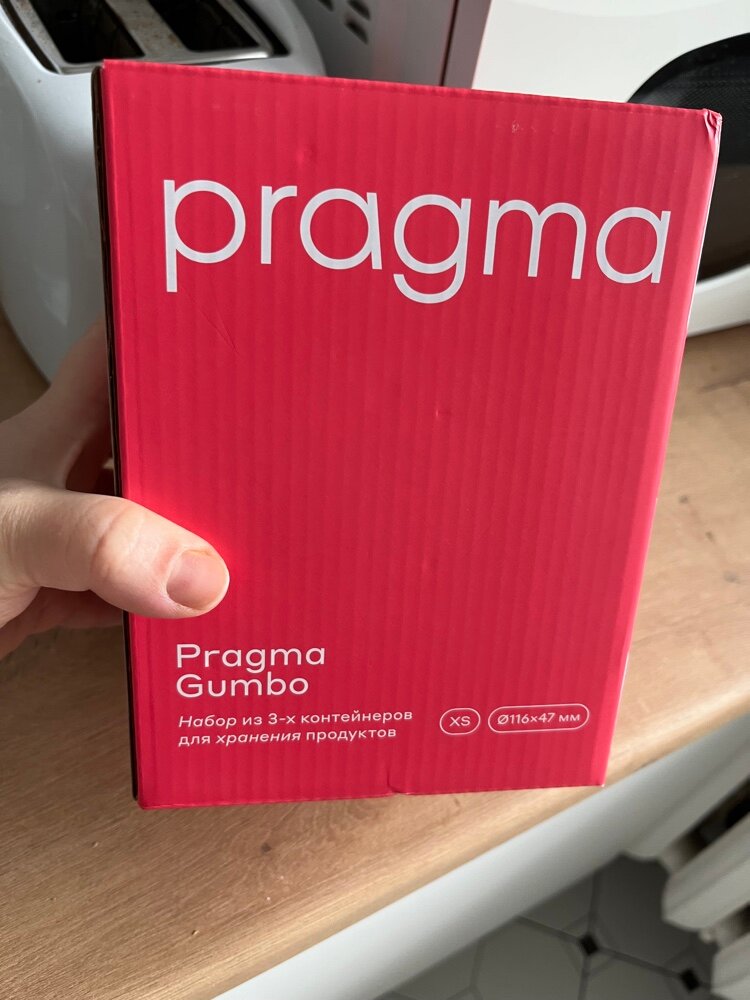 pragma
Pragma
Gumbo
Набор из 3-х контейнеров
для хранения продуктов
XS
Ø116×47 мм